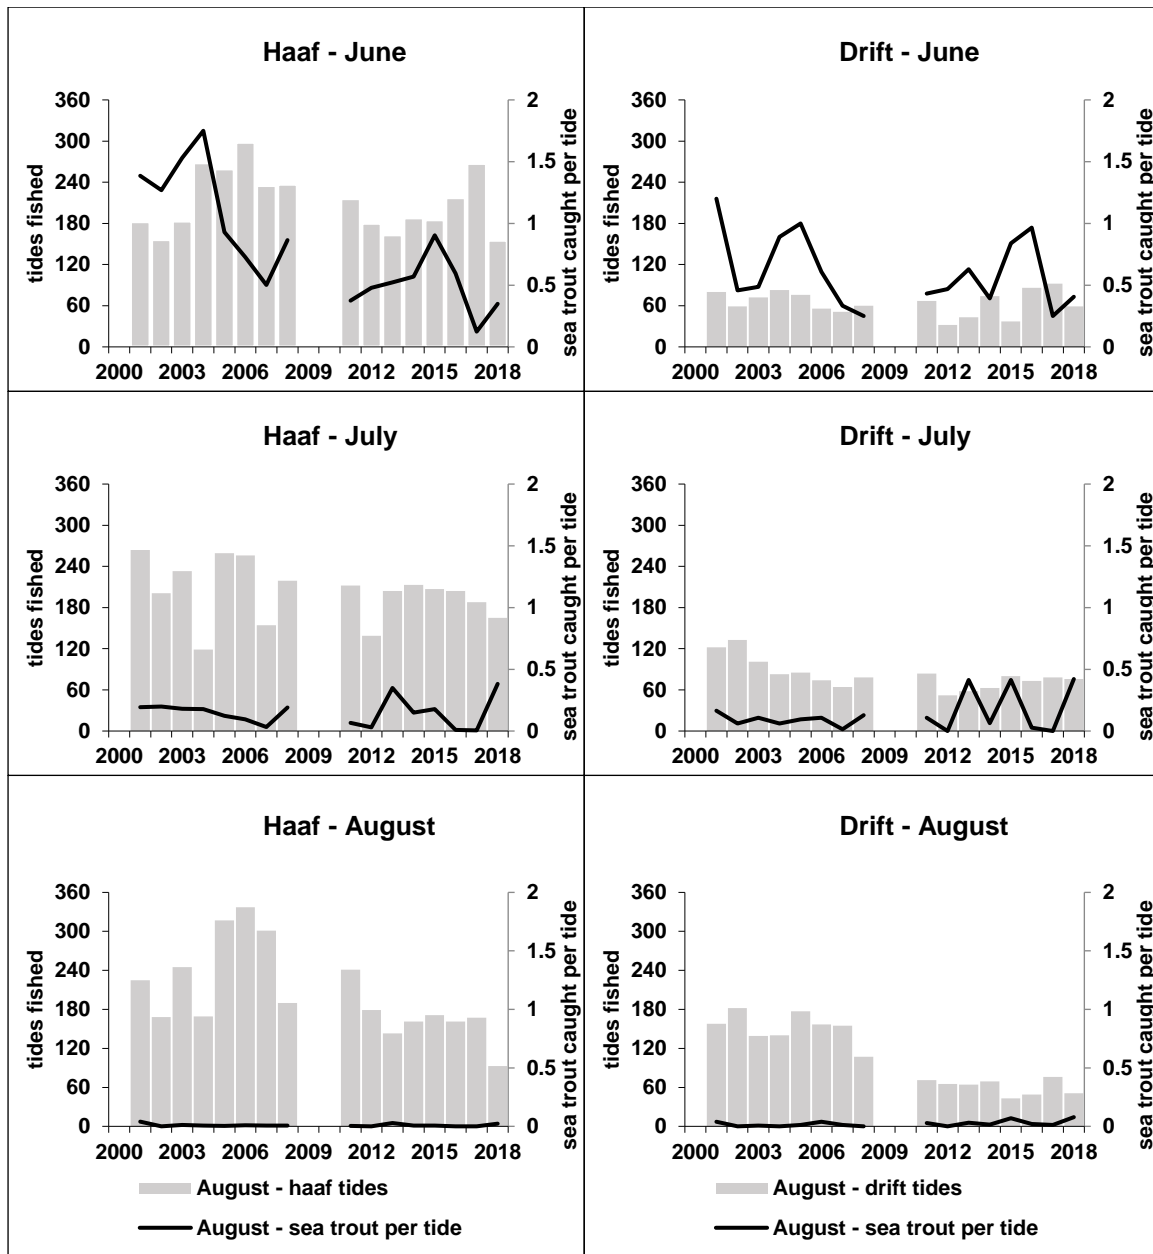 Haaf - June
tides fished
360
300
240
180
120
60
0
2
1.5
1
0.5
0
sea trout caught per tide
2000 2003 2006 2009 2012 2015 2018
Drift - June
tides fished
360
300
240
180
120
60
0
2
1.5
1
0.5
0
sea trout caught per tide
2000 2003 2006 2009 2012 2015 2018
Haaf - July
tides fished
360
300
240
180
120
60
0
2
1.5
1
0.5
0
sea trout caught per tide
2000 2003 2006 2009 2012 2015 2018
Drift - July
tides fished
360
300
240
180
120
60
0
2
1.5
1
0.5
0
sea trout caught per tide
2000 2003 2006 2009 2012 2015 2018
Haaf - August
tides fished
360
300
240
180
120
60
0
2
1.5
1
0.5
0
sea trout caught per tide
2000 2003 2006 2009 2012 2015 2018
August - haaf tides
August - sea trout per tide
Drift - August
tides fished
360
300
240
180
120
60
0
2
1.5
1
0.5
0
sea trout caught per tide
2000 2003 2006 2009 2012 2015 2018
August - drift tides
August - sea trout per tide